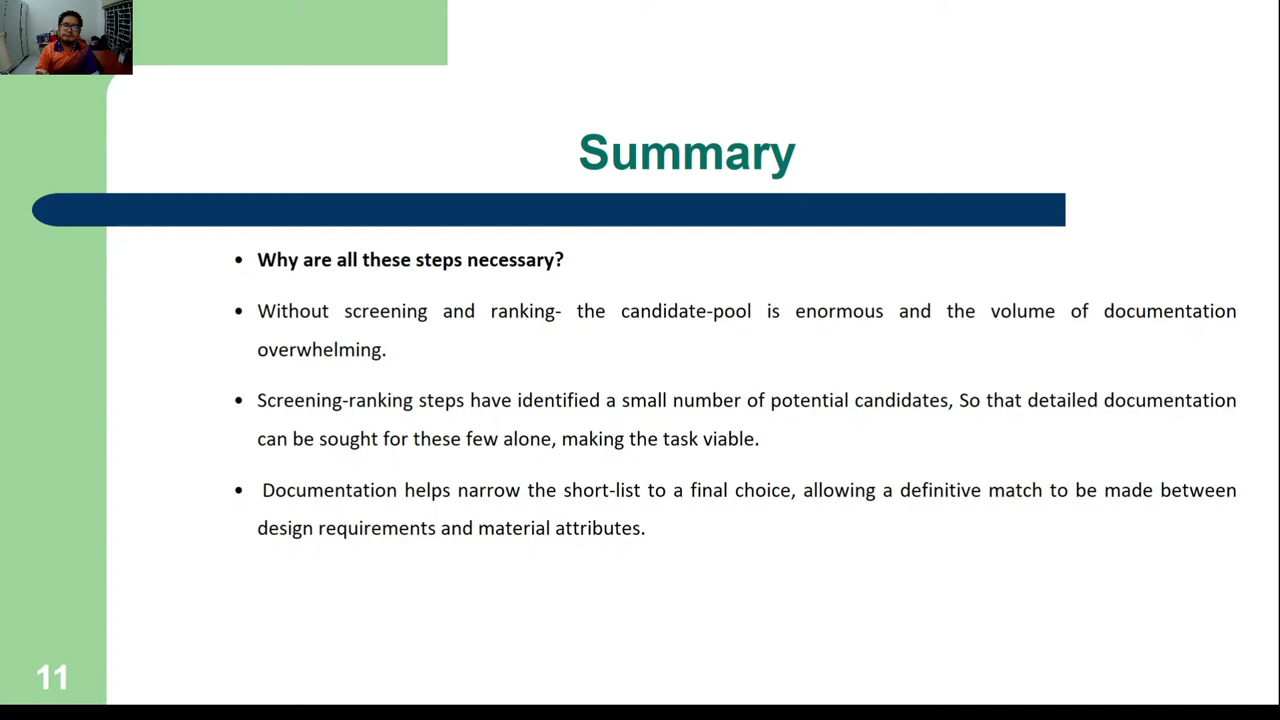 Summary
• Why are all these steps necessary?
• Without screening and ranking- the candidate-pool is enormous and the volume of documentation
overwhelming.
• Screening-ranking steps have identified a small number of potential candidates, So that detailed documentation
can be sought for these few alone, making the task viable.
• Documentation helps narrow the short-list to a final choice, allowing a definitive match to be made between
design requirements and material attributes.
11